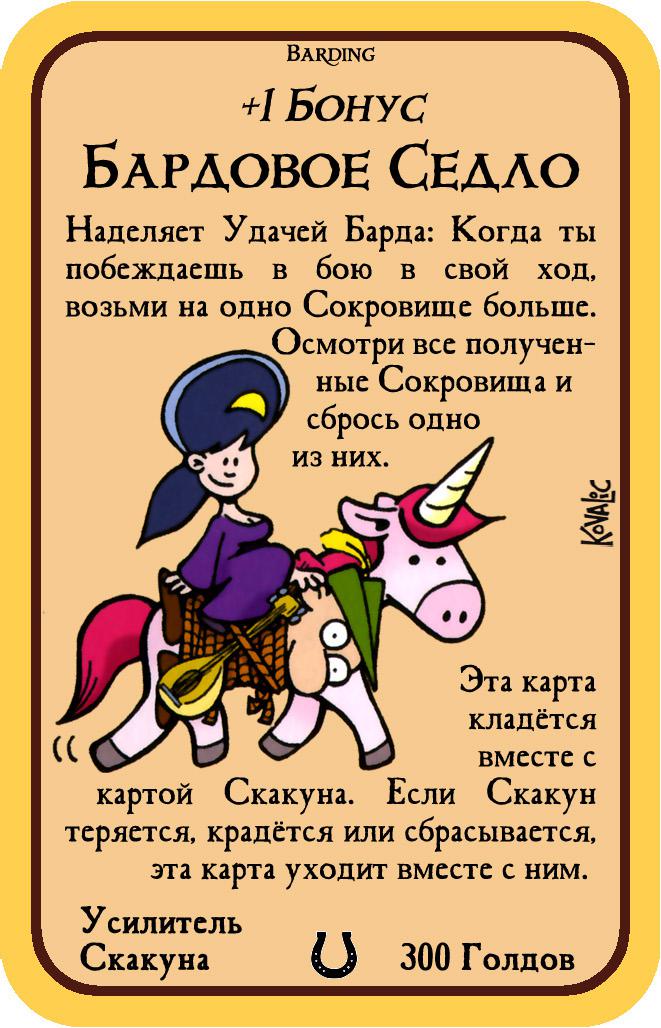 Barding
+1 Бонус
Бардовое Седло
Наделяет Удачей Барда: Когда ты
побеждаешь в бою в свой ход,
возьми на одно Сокровище больше.
Осмотри все получен-
ные Сокровища и
сбрось одно
из них.
Kovalic
Эта карта
кладётся
вместе с
картой Скакуна. Если Скакун
теряется, крадётся или сбрасывается,
эта карта уходит вместе с ним.
Усилитель
Скакуна
300 Голдов